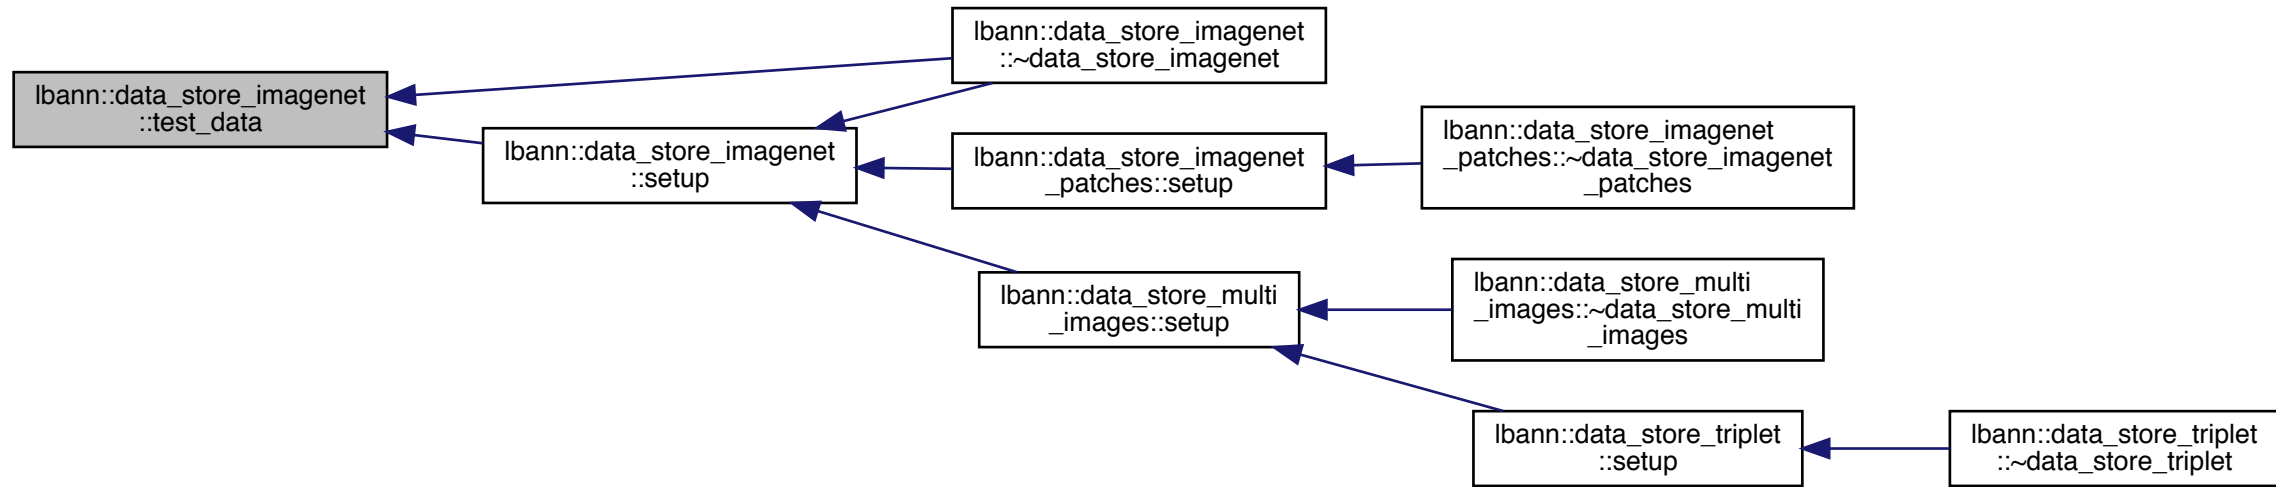 lbann::data_store_imagenet
::test_data
lbann::data_store_imagenet
::setup
lbann::data_store_imagenet
::~data_store_imagenet
lbann::data_store_imagenet
_patches::setup
lbann::data_store_imagenet
_patches::~data_store_imagenet
_patches
lbann::data_store_multi
_images::setup
lbann::data_store_multi
_images::~data_store_multi
_images
lbann::data_store_triplet
::setup
lbann::data_store_triplet
::~data_store_triplet